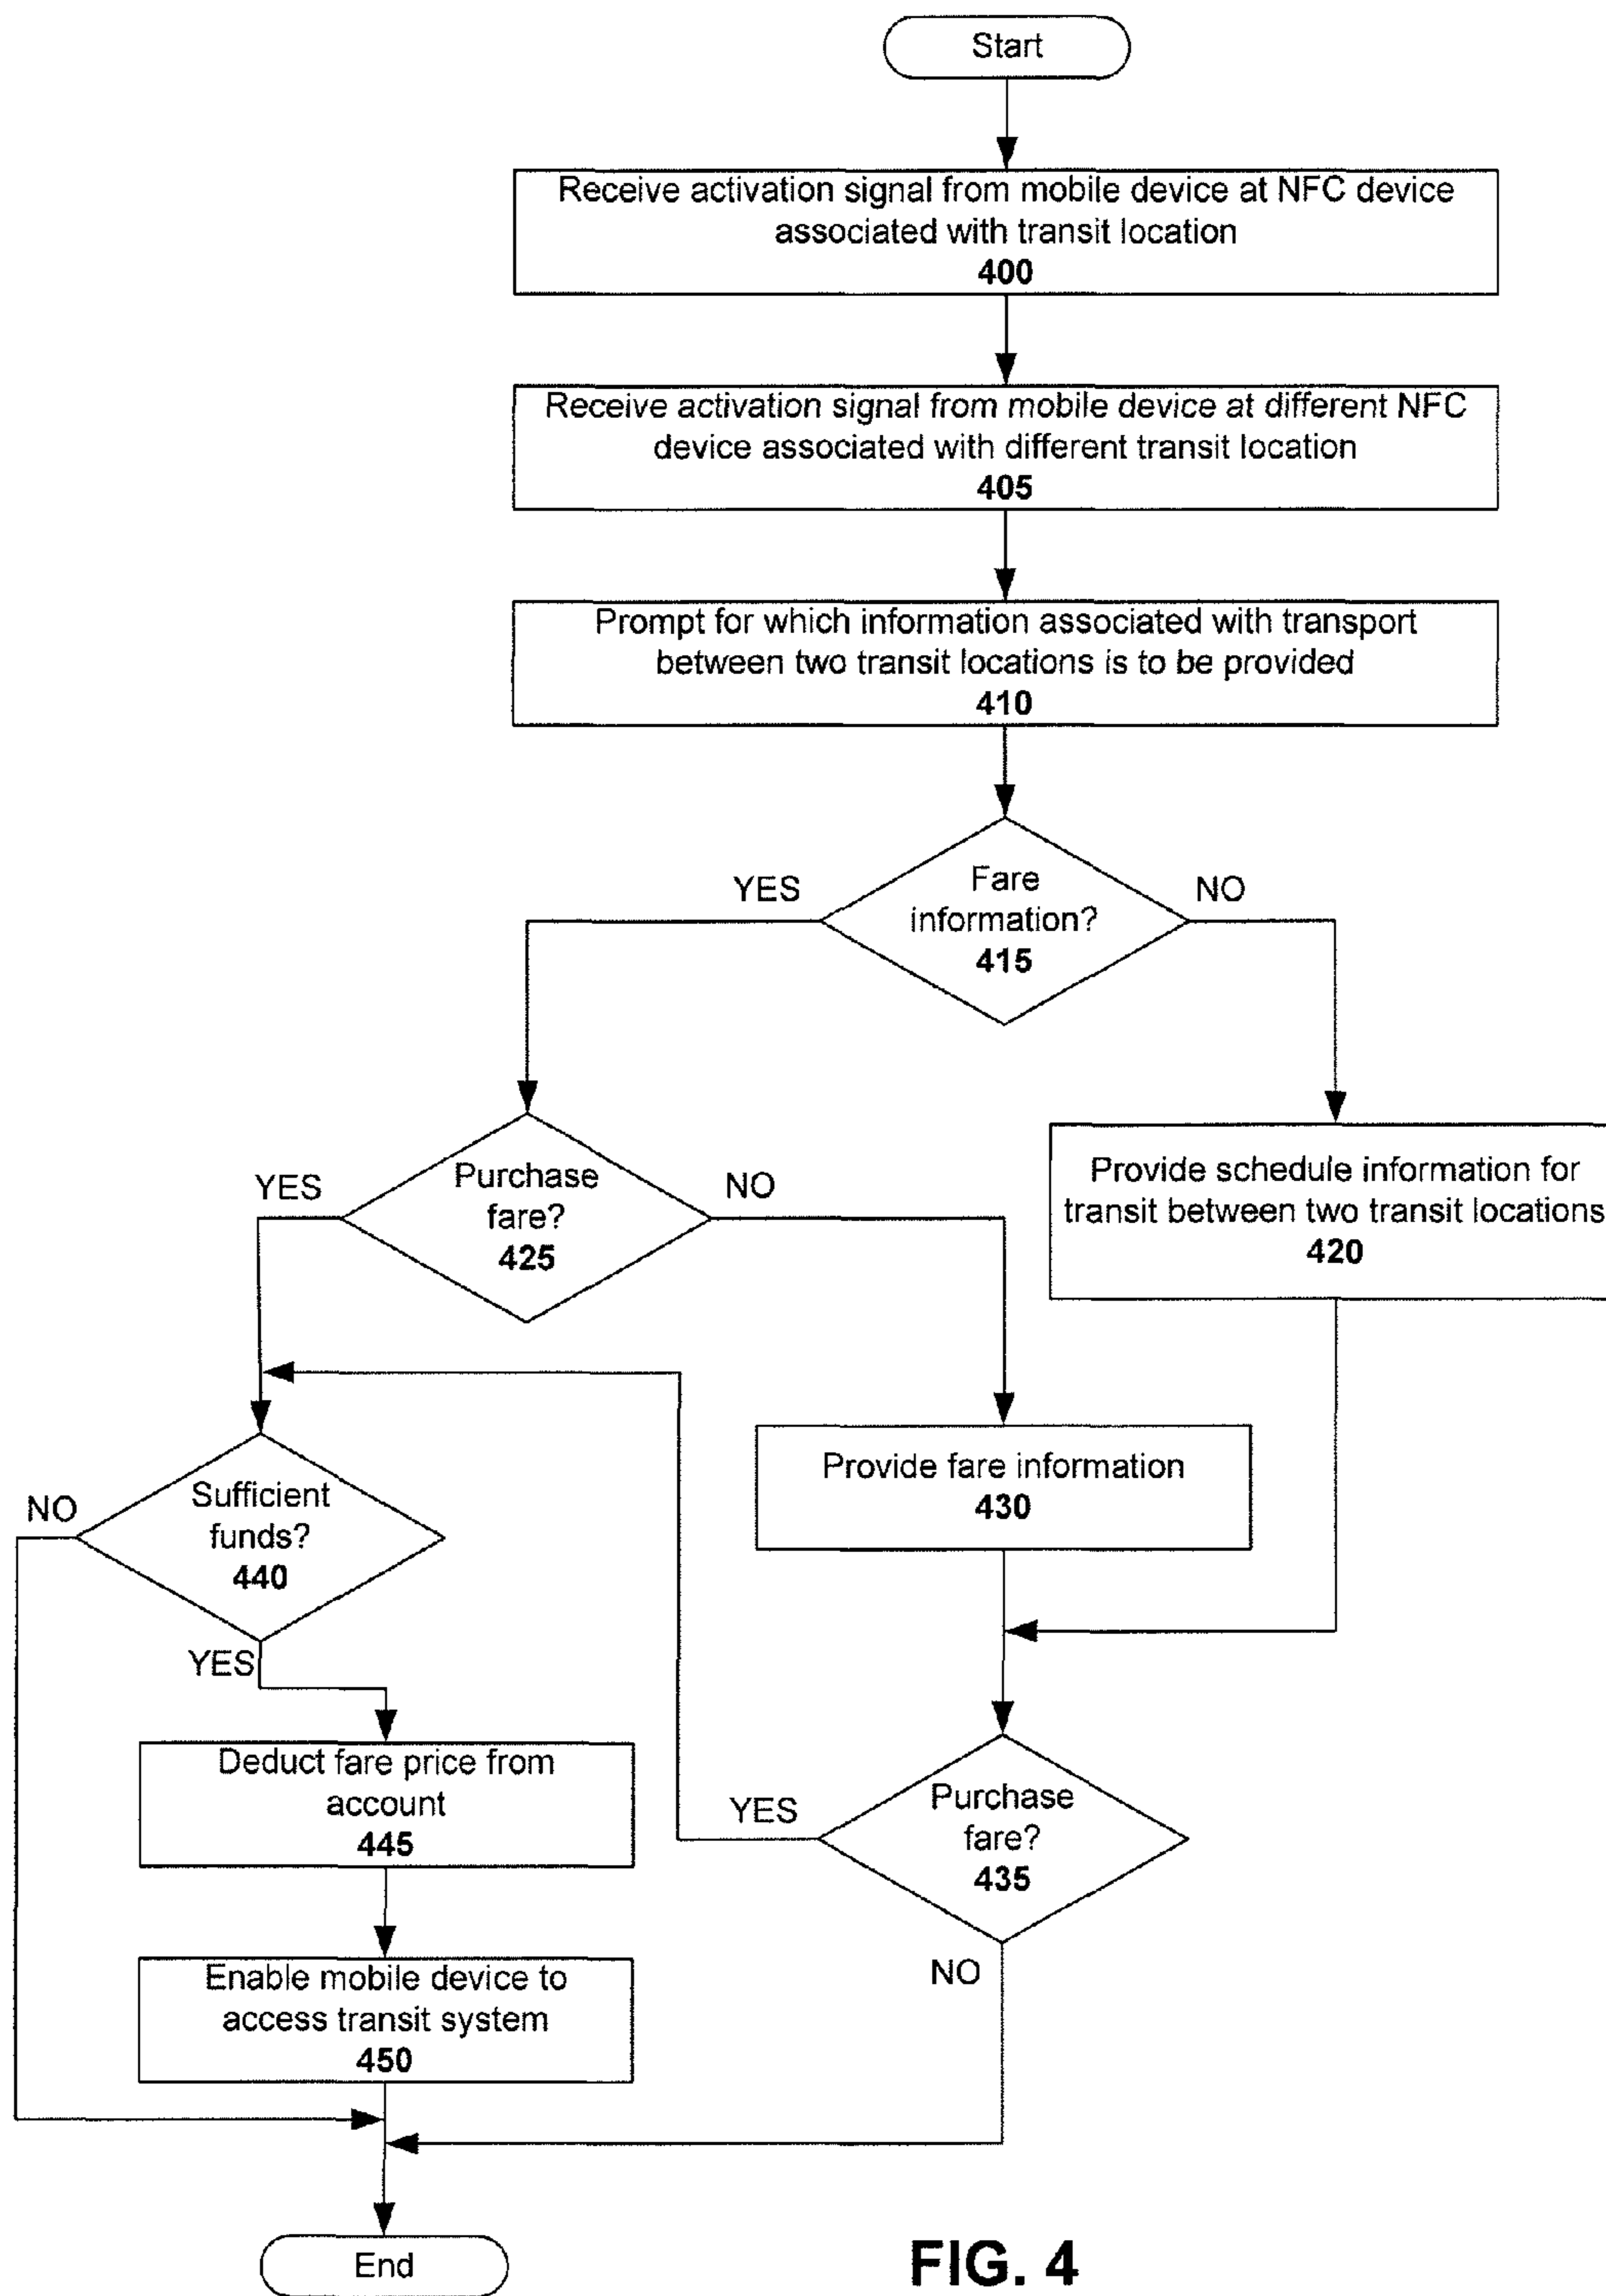 Start
Receive activation signal from mobile device at NFC device
associated with transit location
400
Receive activation signal from mobile device at different NFC
device associated with different transit location
405
Prompt for which information associated with transport
between two transit locations is to be provided
410
YES
Fare
information?
415
NO
YES
Purchase
fare?
425
NO
Provide schedule information for
transit between two transit locations
420
NO
Sufficient
funds?
440
YES
Provide fare information
430
Deduct fare price from
account
445
YES
Purchase
fare?
435
NO
Enable mobile device to
access transit system
450
End
FIG. 4